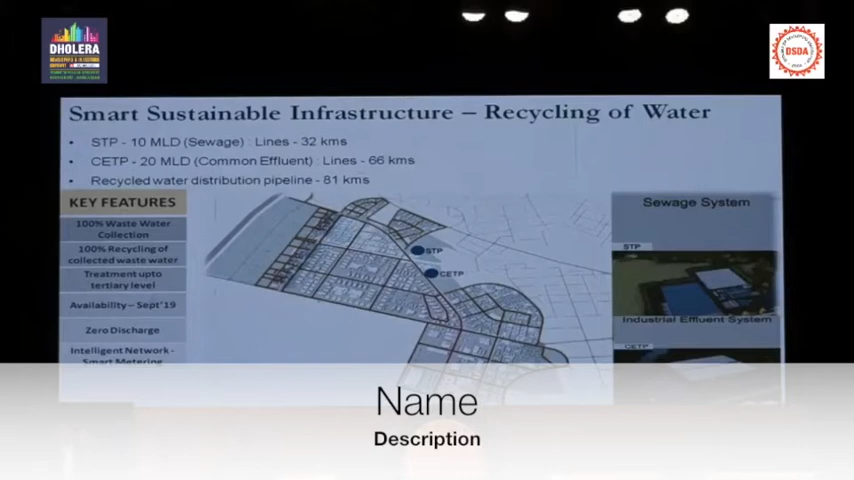 DHOLERA
DSDA
Smart Sustainable Infrastructure – Recycling of Water
• STP - 10 MLD (Sewage) : Lines - 32 kms
• CETP - 20 MLD (Common Effluent) : Lines - 66 kms
• Recycled water distribution pipeline - 81 kms
KEY FEATURES
100% Waste Water
Collection
100% Recycling of
collected waste water
Treatment upto
tertiary level
Availability – Sept'19
Zero Discharge
Intelligent Network -
Smart Metering
STP
CETP
Sewage System
STP
Industrial Effluent System
CETP
Name
Description